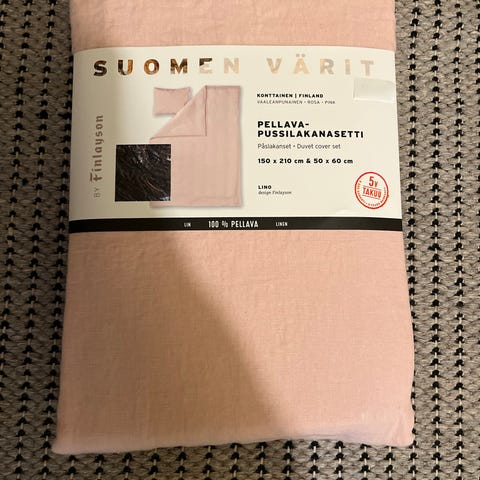 SUOMEN VÄRIT
KONTTAINEN | FINLAND
VAALEANPUNAINEN • ROSA • PINK
PELLAVA-
PUSSILAKANASETTI
Påslakanset • Duvet cover set
150 x 210 cm & 50 x 60 cm
LINO
design Finlayson
5V
TAKUU
BY Finlayson
LIN 100 % PELLAVA LINEN